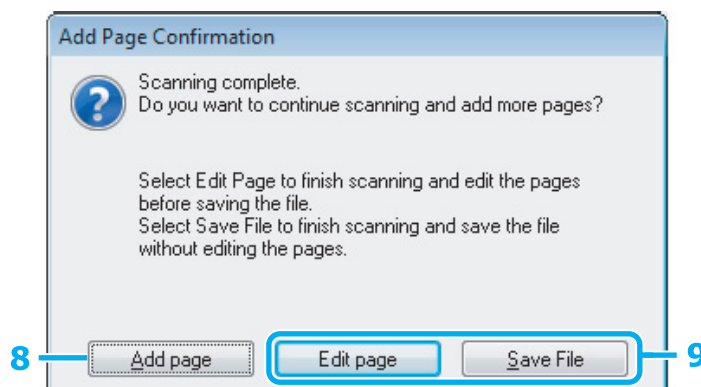 Add Page Confirmation
Scanning complete.
Do you want to continue scanning and add more pages?
Select Edit Page to finish scanning and edit the pages
before saving the file.
Select Save File to finish scanning and save the file
without editing the pages.
8 Add page Edit page Save File 9